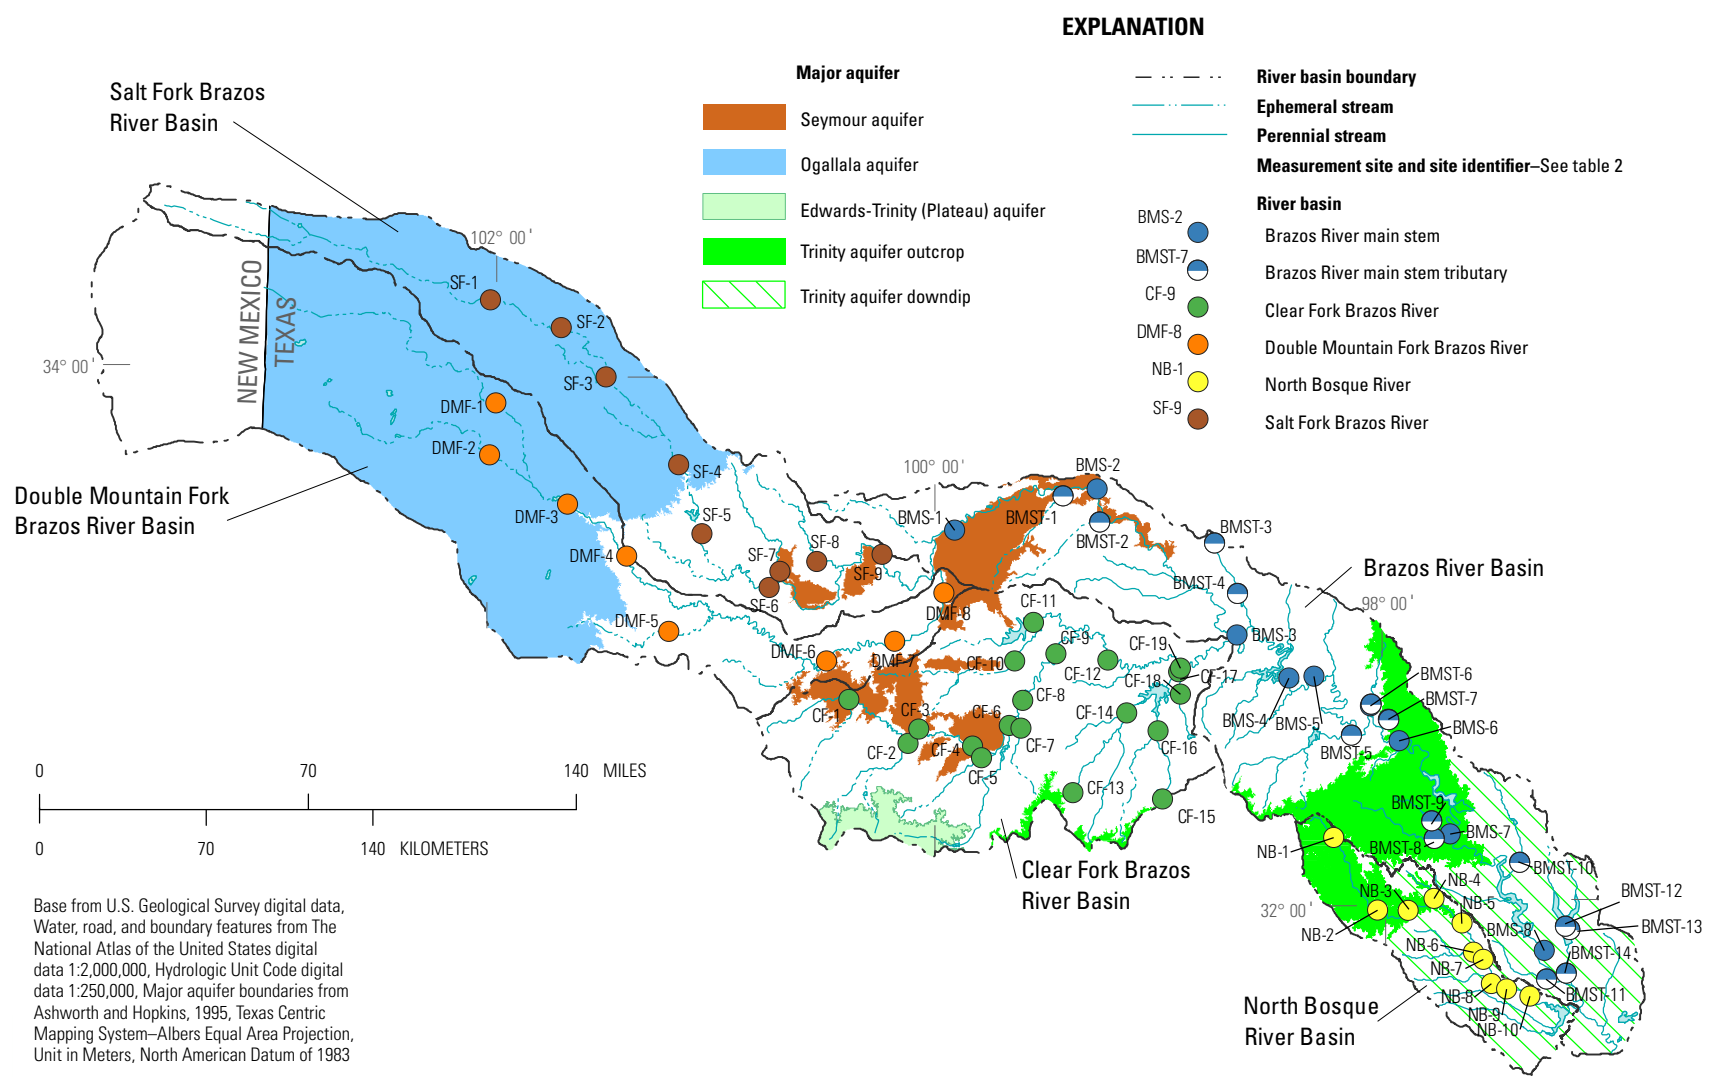 EXPLANATION
Major aquifer
Seymour aquifer
Ogallala aquifer
Edwards-Trinity (Plateau) aquifer
Trinity aquifer outcrop
Trinity aquifer downdip
River basin boundary
Ephemeral stream
Perennial stream
Measurement site and site identifier–See table 2
River basin
BMS-2
Brazos River main stem
BMST-7
Brazos River main stem tributary
CF-9
Clear Fork Brazos River
DMF-8
Double Mountain Fork Brazos River
NB-1
North Bosque River
SF-9
Salt Fork Brazos River
Salt Fork Brazos
River Basin
102° 00'
34° 00'
NEW MEXICO
TEXAS
SF-1
SF-2
SF-3
SF-4
SF-5
SF-6
SF-7
SF-8
SF-9
DMF-1
DMF-2
DMF-3
DMF-4
DMF-5
DMF-6
DMF-7
DMF-8
Double Mountain Fork
Brazos River Basin
100° 00'
BMS-1
BMS-2
BMST-1
BMST-2
BMST-3
BMST-4
BMS-3
Brazos River Basin
98° 00'
CF-11
CF-9
CF-10
CF-12
CF-19
CF-17
CF-18
CF-8
CF-6
CF-7
CF-14
CF-16
CF-1
CF-3
CF-2
CF-4
CF-5
CF-13
CF-15
Clear Fork Brazos
River Basin
BMS-4
BMS-5
BMST-5
BMST-6
BMST-7
BMS-6
BMST-9
BMS-7
BMST-8
BMST-10
BMST-12
BMST-13
BMS-8
BMST-14
BMST-11
NB-1
NB-3
NB-4
NB-5
32° 00'
NB-2
NB-6
NB-7
NB-8
NB-9
NB-10
North Bosque
River Basin
0 70 140 MILES
0 70 140 KILOMETERS
Base from U.S. Geological Survey digital data,
Water, road, and boundary features from The
National Atlas of the United States digital
data 1:2,000,000, Hydrologic Unit Code digital
data 1:250,000, Major aquifer boundaries from
Ashworth and Hopkins, 1995, Texas Centric
Mapping System–Albers Equal Area Projection,
Unit in Meters, North American Datum of 1983